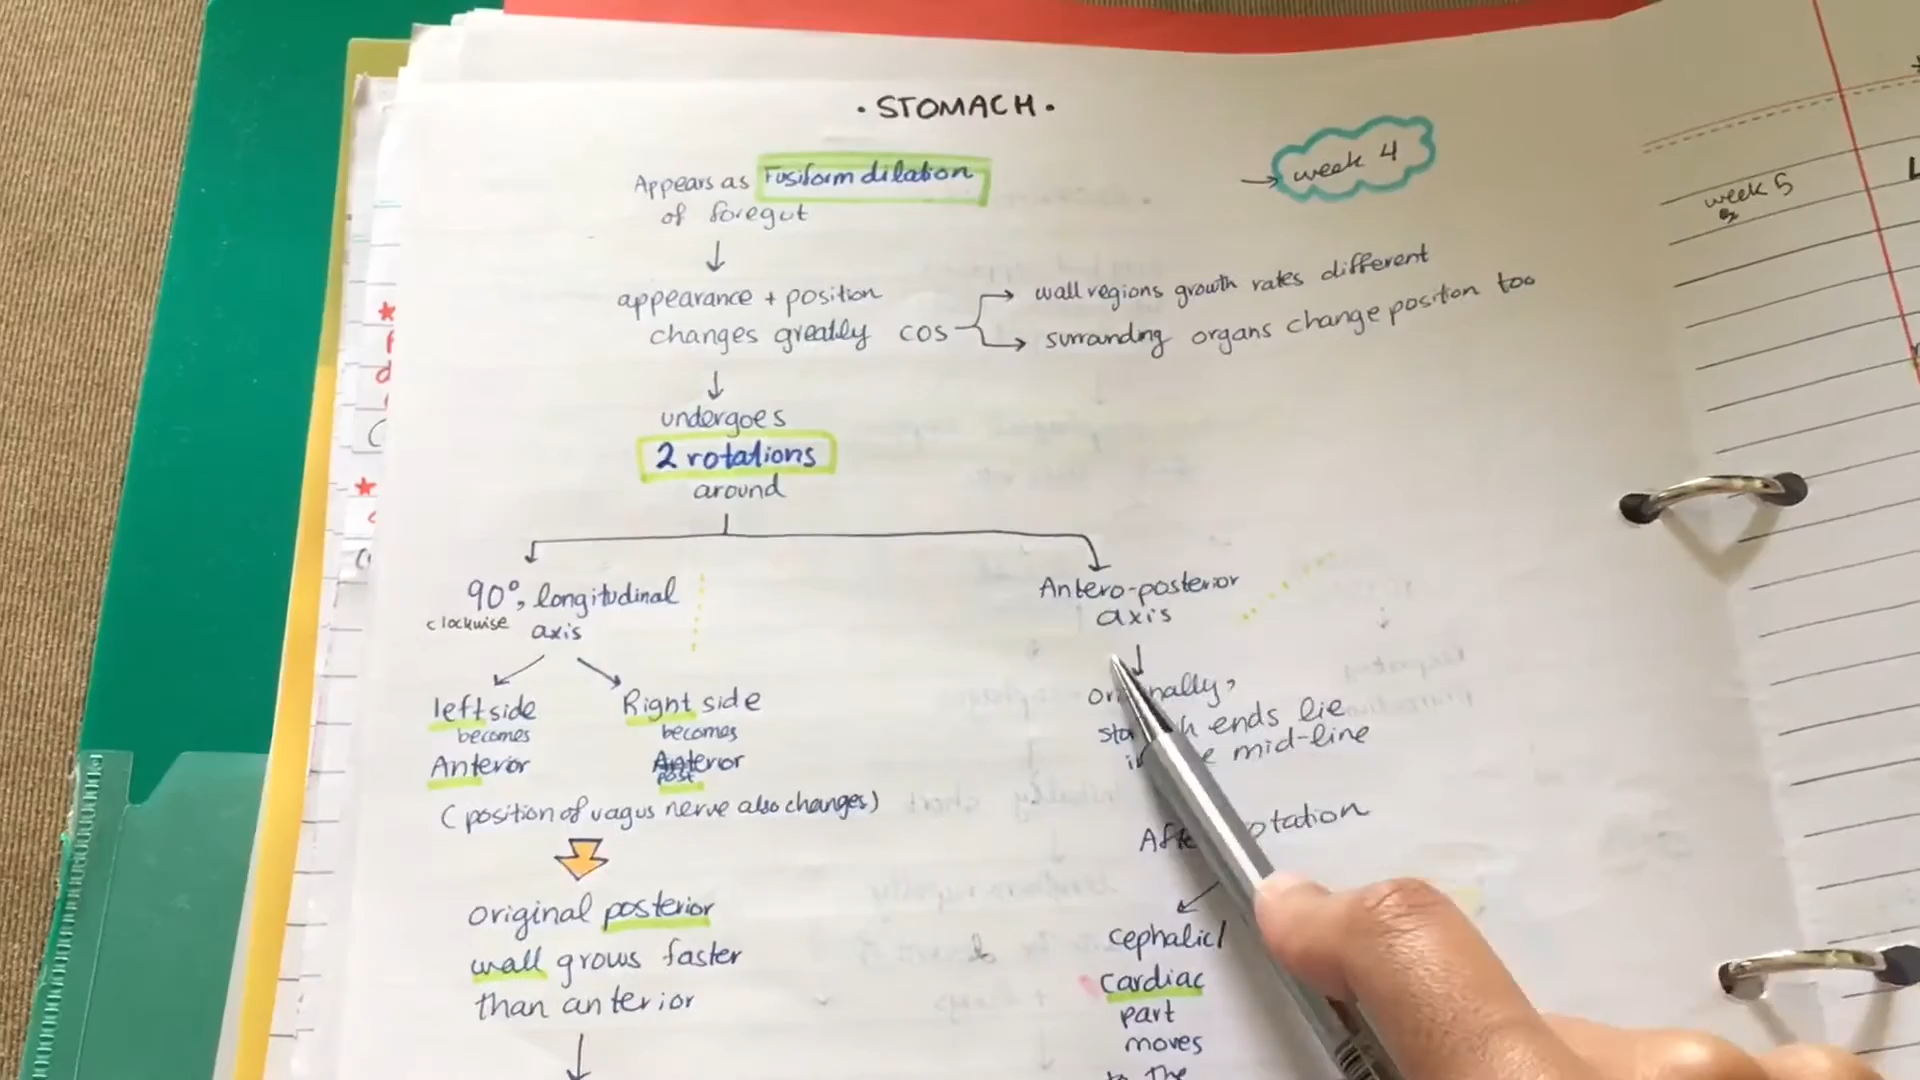 · STOMACH ·
→ week 4
Appears as Fusiform dilation
of foregut
↓
appearance + position
changes greatly cos
→ wall regions growth rates different
→ surranding organs change position too
↓
undergoes
2 rotations
around
90°, longitudinal
clockwise axis
left side
becomes
Anterior
Right side
becomes
post
(position of vagus nerve also changes)
original posterior
wall grows faster
than anterior
↓
Antero-posterior
axis
↓
ends lie
mid-line
cephalic/
cardiac
part
moves
to the
week 5